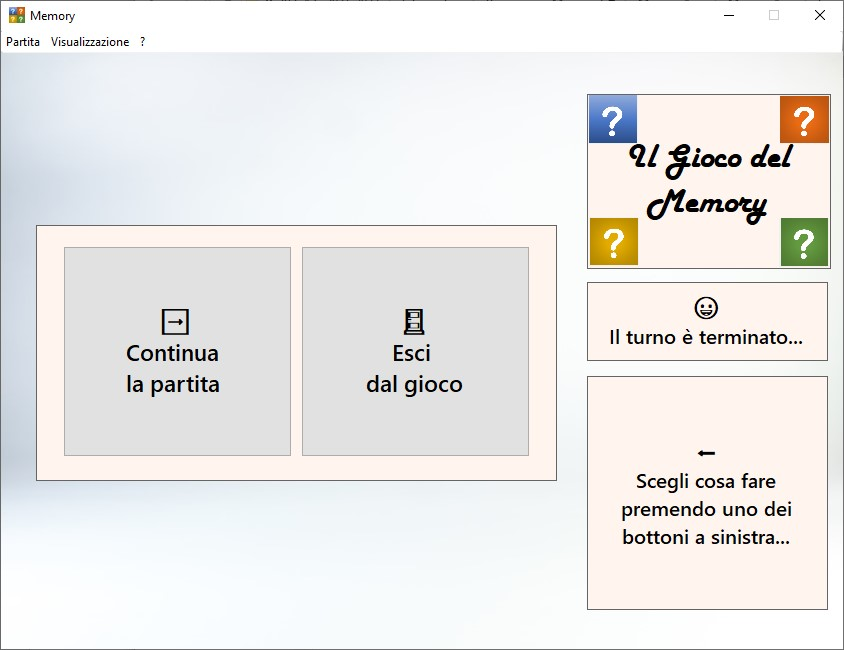 Memory
Partita Visualizzazione ?
? ?
Il Gioco del
Memory
? ?
Continua
la partita
Esci
dal gioco
Il turno è terminato...
Scegli cosa fare
premendo uno dei
bottoni a sinistra...